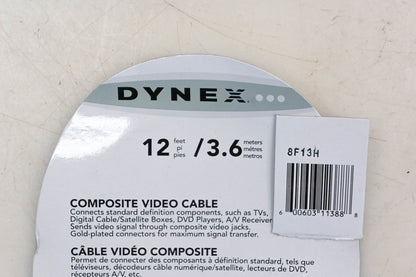 DYNEX
12 feet pi pies / 3.6 meters mètres metros
8F13H
6 00603 11388 8
COMPOSITE VIDEO CABLE
Connects standard definition components, such as TVs,
Digital Cable/Satellite Boxes, DVD Players, A/V Receiver
Sends video signal through composite video jacks.
Gold-plated connectors for maximum signal transfer.
CÂBLE VIDÉO COMPOSITE
Permet de connecter des composants à définition standard, tels que
téléviseurs, décodeurs câble numérique/satellite, lecteurs de DVD,
récepteurs A/V, etc.